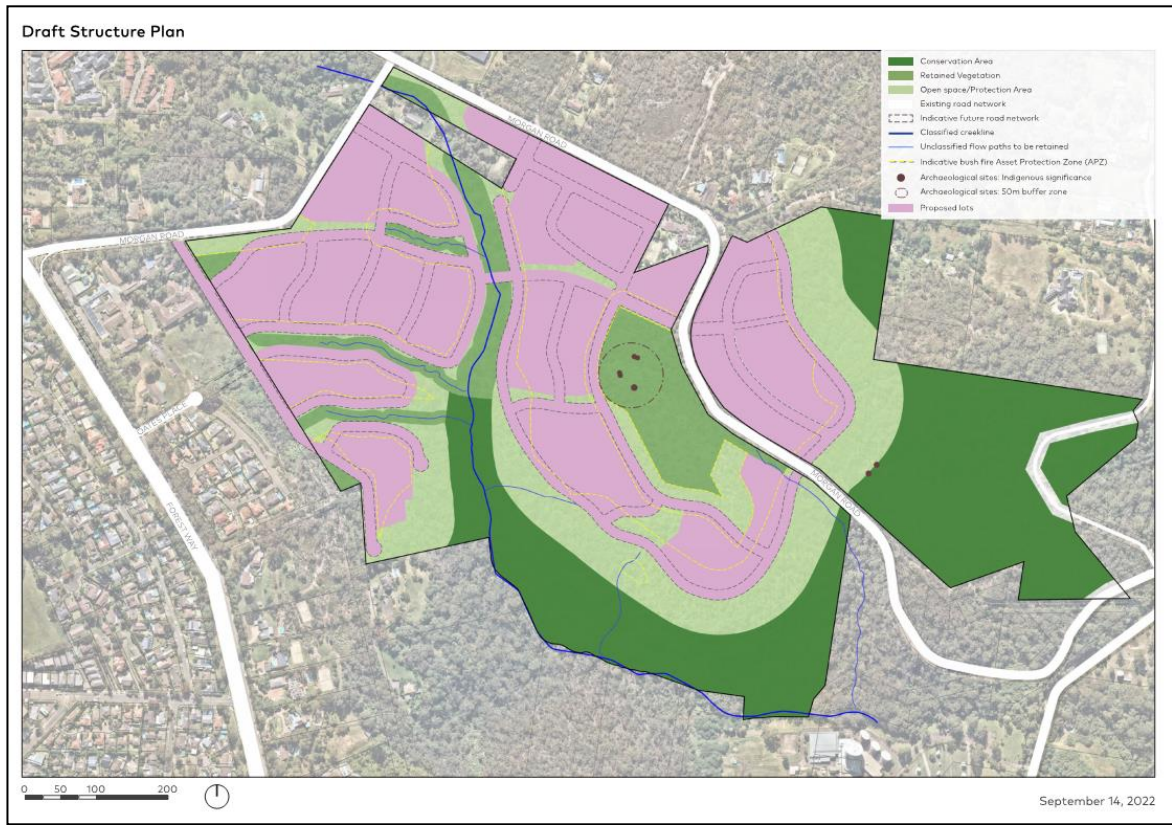 Draft Structure Plan
Conservation Area
Retained Vegetation
Open space/Protection Area
Existing road network
Indicative future road network
Classified creekline
Unclassified flow paths to be retained
Indicative bush fire Asset Protection Zone (APZ)
Archaeological sites: Indigenous significance
Archaeological sites: 50m buffer zone
Proposed lots
MORGAN ROAD
MORGAN ROAD
OATES PLACE
MORGAN ROAD
FOREST WAY
0 50 100 200
September 14, 2022